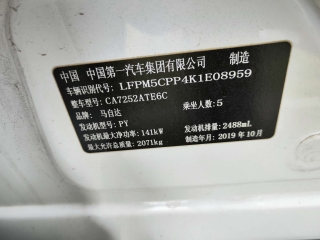 中国 中国第一汽车集团有限公司 制造
车辆识别代号: LFPM5CPP4K1E08959
整车型号: CA7252ATE6C
品牌: 马自达 乘坐人数: 5
发动机型号: PY
发动机最大净功率: 141kW 发动机排量: 2488mL
最大允许总质量: 2071kg 制造年月: 2019年10月